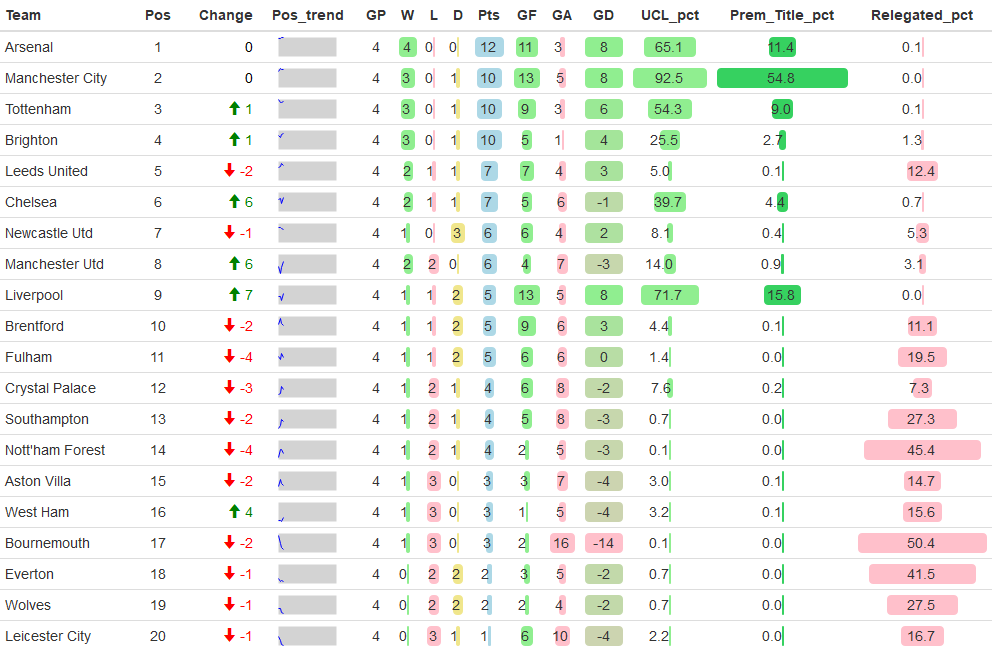 Team Pos Change Pos_trend GP W L D Pts GF GA GD UCL_pct Prem_Title_pct Relegated_pct
Arsenal 1 0 4 4 0 0 12 11 3 8 65.1 11.4 0.1
Manchester City 2 0 4 3 0 1 10 13 5 8 92.5 54.8 0.0
Tottenham 3 1 4 3 0 1 10 9 3 6 54.3 9.0 0.1
Brighton 4 1 4 3 0 1 10 5 1 4 25.5 2.7 1.3
Leeds United 5 -2 4 2 1 1 7 7 4 3 5.0 0.1 12.4
Chelsea 6 6 4 2 1 1 7 5 6 -1 39.7 4.4 0.7
Newcastle Utd 7 -1 4 1 0 3 6 6 4 2 8.1 0.4 5.3
Manchester Utd 8 6 4 2 2 0 6 4 7 -3 14.0 0.9 3.1
Liverpool 9 7 4 1 1 2 5 13 5 8 71.7 15.8 0.0
Brentford 10 -2 4 1 1 2 5 9 6 3 4.4 0.1 11.1
Fulham 11 -4 4 1 1 2 5 6 6 0 1.4 0.0 19.5
Crystal Palace 12 -3 4 1 2 1 4 6 8 -2 7.6 0.2 7.3
Southampton 13 -2 4 1 2 1 4 5 8 -3 0.7 0.0 27.3
Nott'ham Forest 14 -4 4 1 2 1 4 2 5 -3 0.1 0.0 45.4
Aston Villa 15 -2 4 1 3 0 3 3 7 -4 3.0 0.1 14.7
West Ham 16 4 4 1 3 0 3 1 5 -4 3.2 0.1 15.6
Bournemouth 17 -2 4 1 3 0 3 2 16 -14 0.1 0.0 50.4
Everton 18 -1 4 0 2 2 2 3 5 -2 0.7 0.0 41.5
Wolves 19 -1 4 0 2 2 2 2 4 -2 0.7 0.0 27.5
Leicester City 20 -1 4 0 3 1 1 6 10 -4 2.2 0.0 16.7